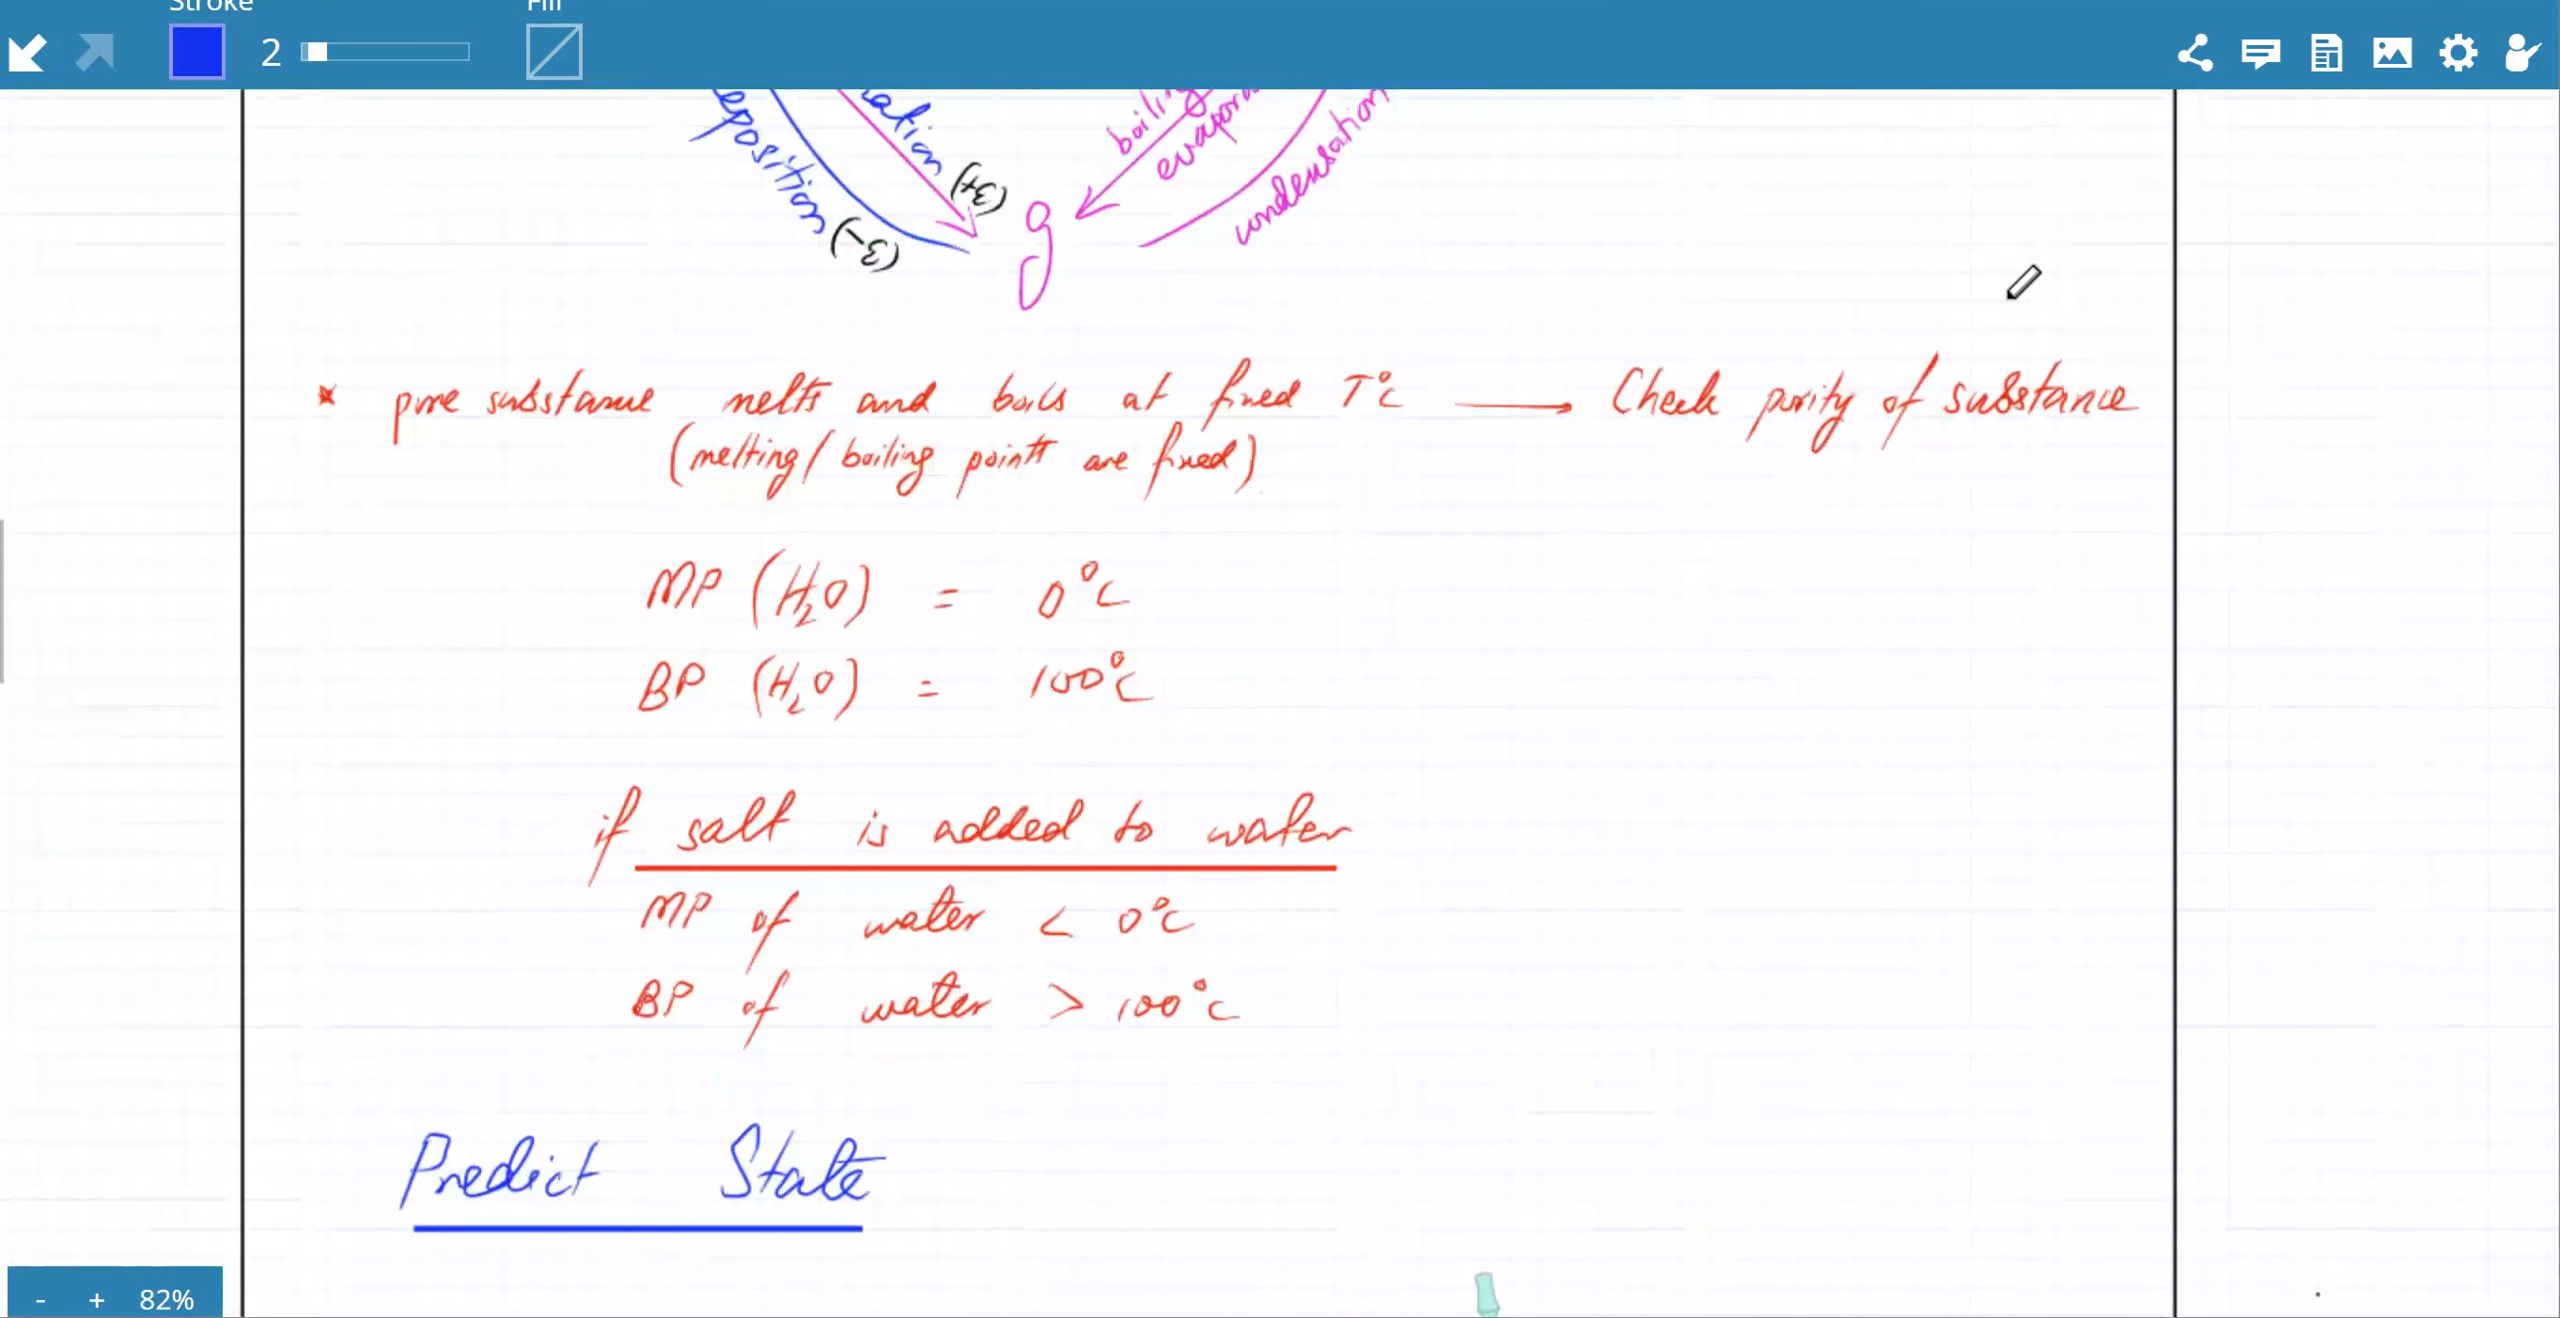 Stroke
Fill
2
eposition (-ε)
ation (+ε)
boiling
evapora
condensation
g
* pure substance melts and boils at fixed T°C → Check purity of substance
(melting/ boiling points are fixed)
MP (H₂O) = 0°C
BP (H₂O) = 100°C
if salt is added to water
MP of water < 0°C
BP of water > 100°C
Predict State
- + 82%